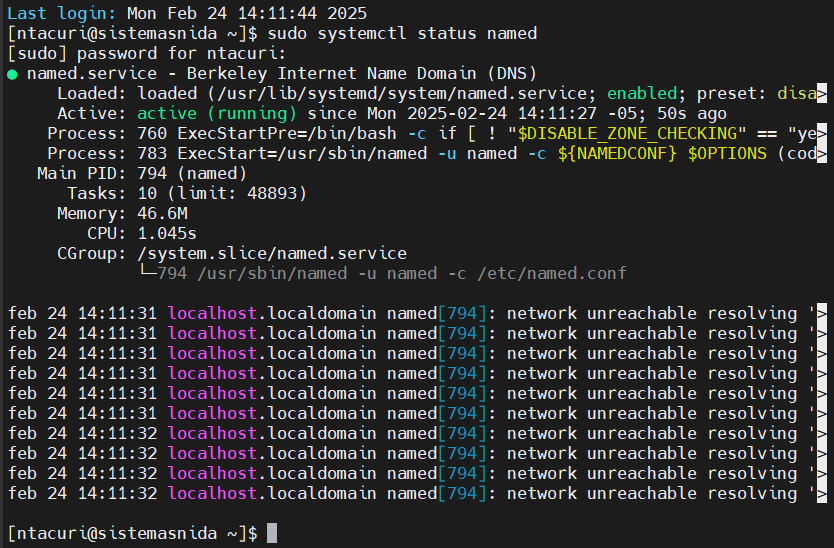 Last login: Mon Feb 24 14:11:44 2025
[ntacuri@sistemasnida ~]$ sudo systemctl status named
[sudo] password for ntacuri:
● named.service - Berkeley Internet Name Domain (DNS)
     Loaded: loaded (/usr/lib/systemd/system/named.service; enabled; preset: disa>
     Active: active (running) since Mon 2025-02-24 14:11:27 -05; 50s ago
    Process: 760 ExecStartPre=/bin/bash -c if [ ! "$DISABLE_ZONE_CHECKING" == "ye>
    Process: 783 ExecStart=/usr/sbin/named -u named -c ${NAMEDCONF} $OPTIONS (cod>
   Main PID: 794 (named)
      Tasks: 10 (limit: 48893)
     Memory: 46.6M
        CPU: 1.045s
     CGroup: /system.slice/named.service
             └─794 /usr/sbin/named -u named -c /etc/named.conf
feb 24 14:11:31 localhost.localdomain named[794]: network unreachable resolving '>
feb 24 14:11:31 localhost.localdomain named[794]: network unreachable resolving '>
feb 24 14:11:31 localhost.localdomain named[794]: network unreachable resolving '>
feb 24 14:11:31 localhost.localdomain named[794]: network unreachable resolving '>
feb 24 14:11:31 localhost.localdomain named[794]: network unreachable resolving '>
feb 24 14:11:31 localhost.localdomain named[794]: network unreachable resolving '>
feb 24 14:11:32 localhost.localdomain named[794]: network unreachable resolving '>
feb 24 14:11:32 localhost.localdomain named[794]: network unreachable resolving '>
feb 24 14:11:32 localhost.localdomain named[794]: network unreachable resolving '>
feb 24 14:11:32 localhost.localdomain named[794]: network unreachable resolving '>
[ntacuri@sistemasnida ~]$